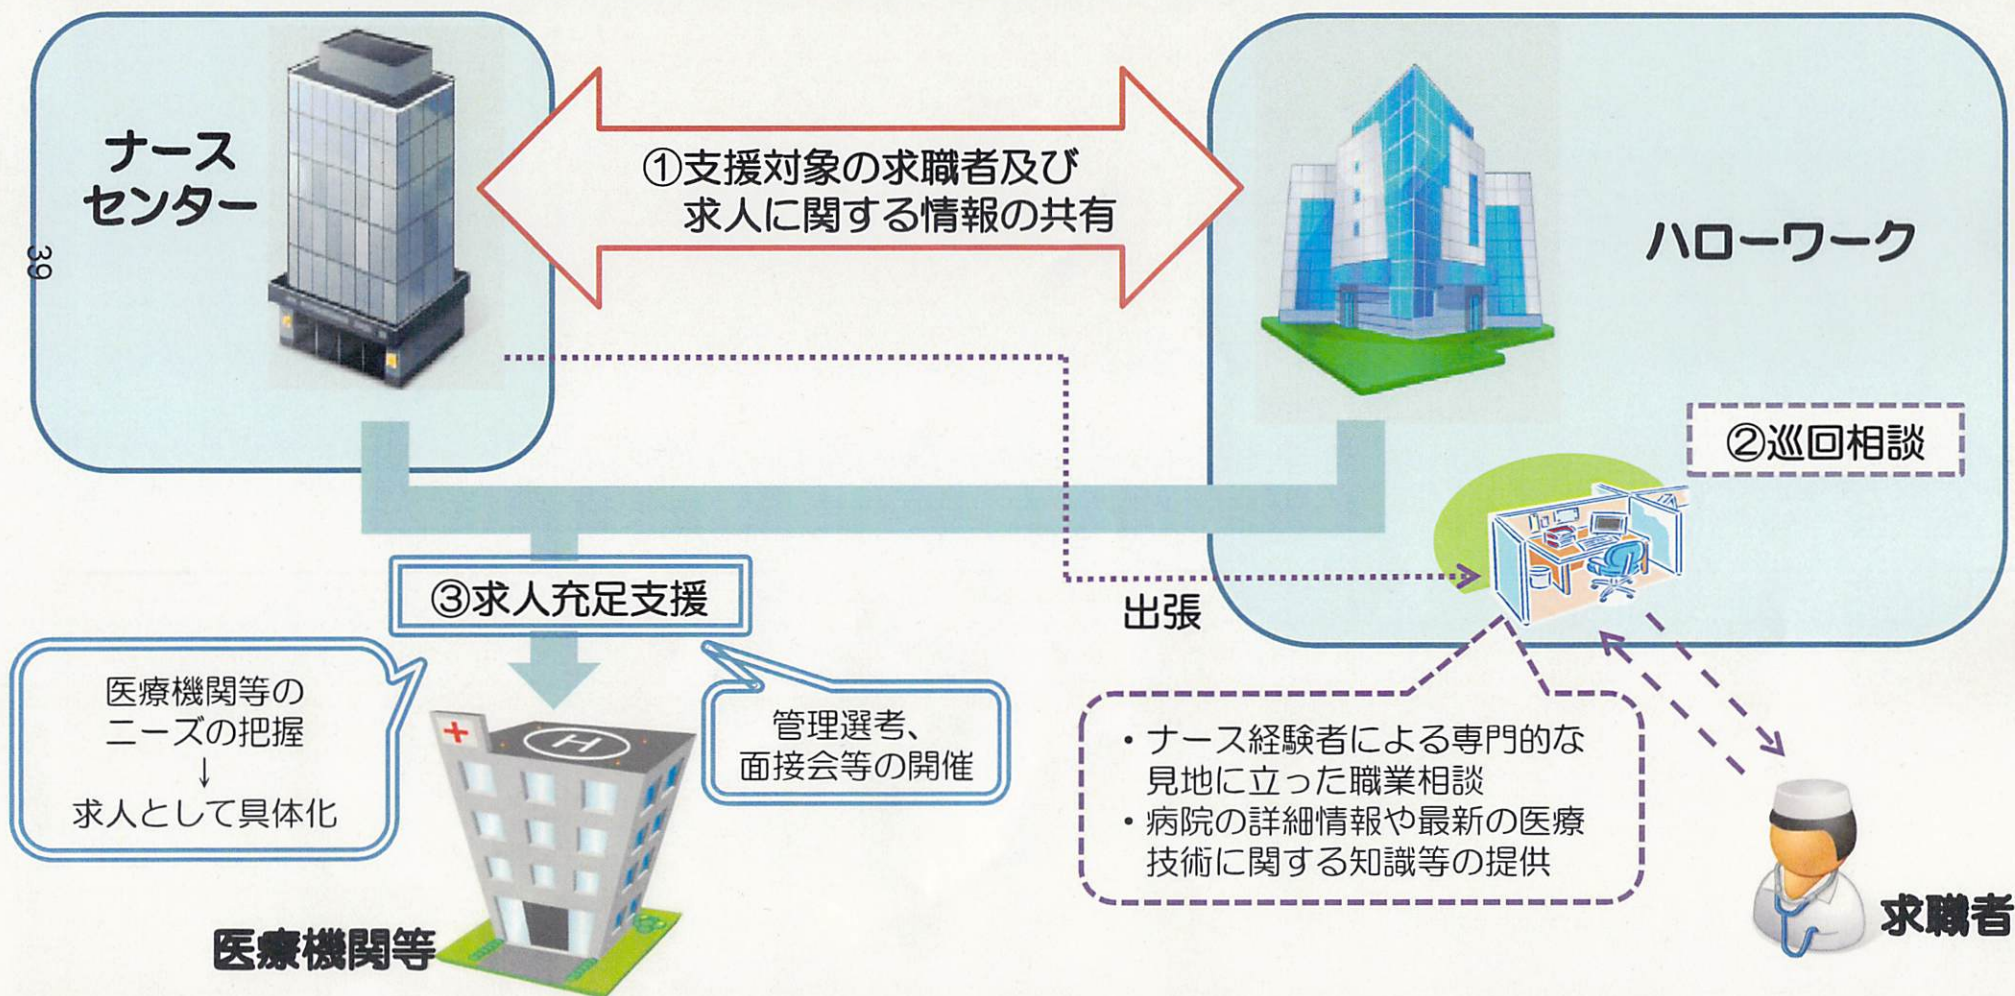 ナース
センター
①支援対象の求職者及び
求人に関する情報の共有
ハローワーク
39
②巡回相談
③求人充足支援
出張
医療機関等の
ニーズの把握
↓
求人として具体化
管理選考、
面接会等の開催
・ナース経験者による専門的な
見地に立った職業相談
・病院の詳細情報や最新の医療
技術に関する知識等の提供
H
医療機関等
求職者